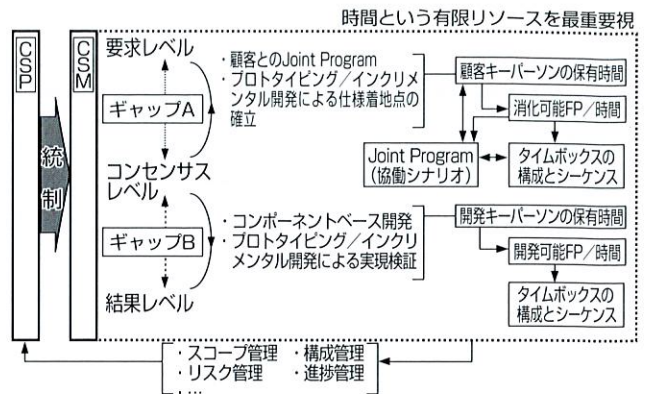 時間という有限リソースを最重要視
CSP
CSM
統制
要求レベル
ギャップA
コンセンサス
レベル
ギャップB
結果レベル
・顧客とのJoint Program
・プロトタイピング／インクリメ
ンタル開発による仕様着地点の
確立
・コンポーネントベース開発
・プロトタイピング／インクリ
メンタル開発による実現検証
顧客キーパーソンの保有時間
消化可能FP／時間
Joint Program
(協働シナリオ)
タイムボックスの
構成とシーケンス
開発キーパーソンの保有時間
開発可能FP／時間
タイムボックスの
構成とシーケンス
・スコープ管理 ・構成管理
・リスク管理 ・進捗管理
・…